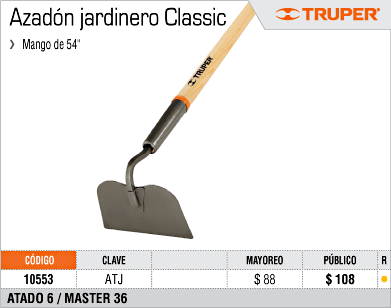 Azadón jardinero Classic
TRUPER
❯ Mango de 54"
TRUPER
CÓDIGO CLAVE MAYOREO PÚBLICO R
10553 ATJ $ 88 $ 108 ●
ATADO 6 / MASTER 36